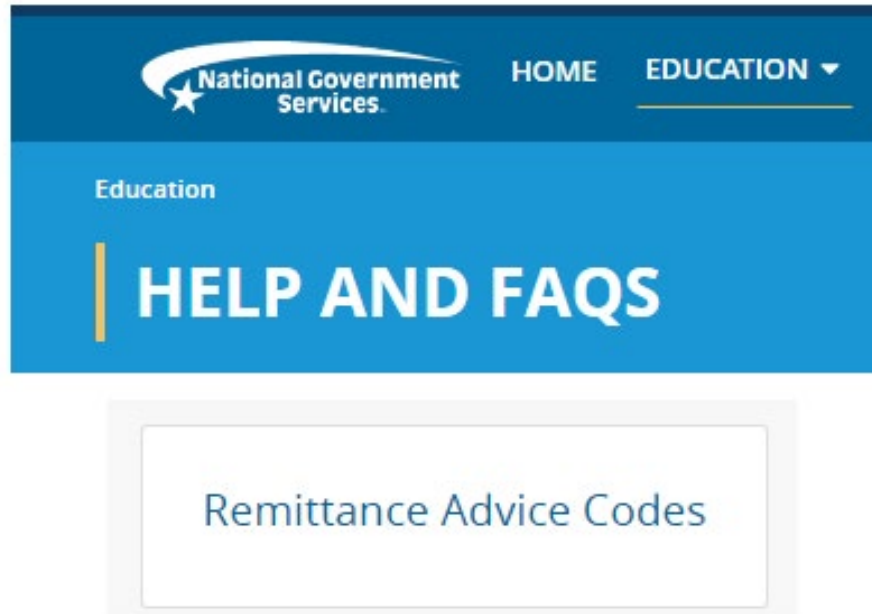 National Government
Services.
HOME
EDUCATION
Education
HELP AND FAQS
Remittance Advice Codes